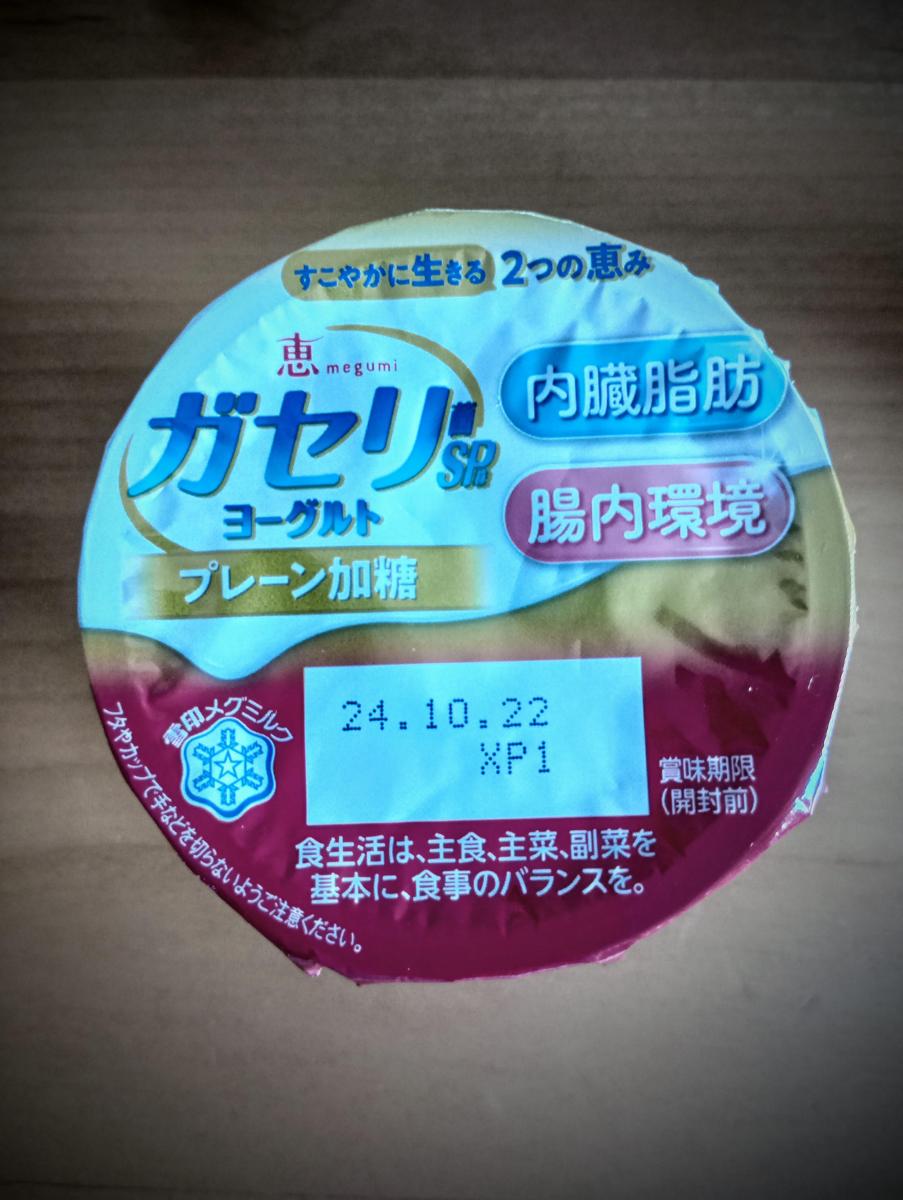 すこやかに生きる 2つの恵み
恵 megumi
ガセリ菌
SP株
ヨーグルト
プレーン加糖
内臓脂肪
腸内環境
雪印メグミルク
24.10.22
XP1
賞味期限
(開封前)
食生活は、主食、主菜、副菜を
基本に、食事のバランスを。
フタやカップで手などを切らないようご注意ください。